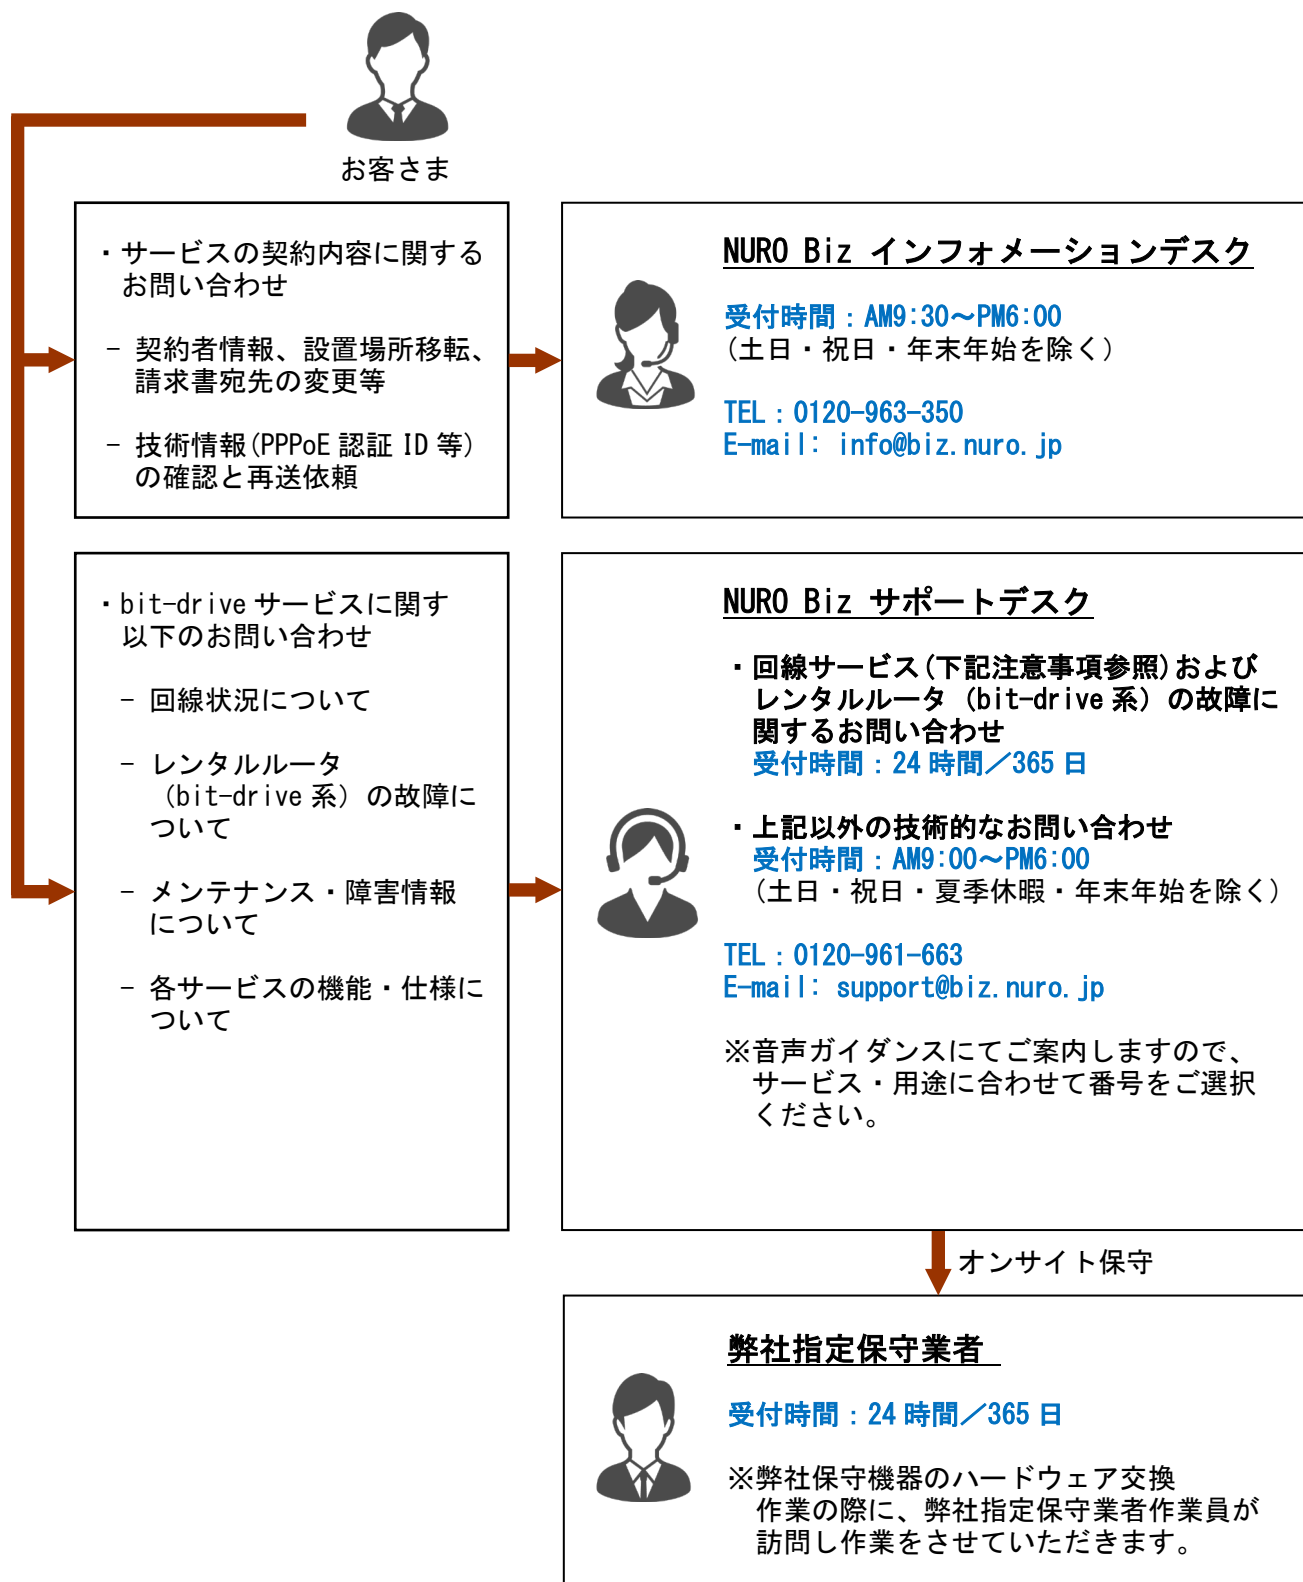 お客さま
・サービスの契約内容に関する
お問い合わせ
− 契約者情報、設置場所移転、
請求書宛先の変更等
− 技術情報(PPPoE 認証 ID 等)
の確認と再送依頼
NURO Biz インフォメーションデスク
受付時間：AM9:30～PM6:00
(土日・祝日・年末年始を除く)
TEL：0120−963−350
E−mail: info@biz.nuro.jp
・bit−drive サービスに関す
以下のお問い合わせ
− 回線状況について
− レンタルルータ
（bit−drive 系）の故障に
ついて
− メンテナンス・障害情報
について
− 各サービスの機能・仕様に
ついて
NURO Biz サポートデスク
・回線サービス(下記注意事項参照)および
レンタルルータ（bit−drive 系）の故障に
関するお問い合わせ
受付時間：24 時間／365 日
・上記以外の技術的なお問い合わせ
受付時間：AM9:00～PM6:00
（土日・祝日・夏季休暇・年末年始を除く）
TEL：0120−961−663
E−mail: support@biz.nuro.jp
※音声ガイダンスにてご案内しますので、
サービス・用途に合わせて番号をご選択
ください。
オンサイト保守
弊社指定保守業者
受付時間：24 時間／365 日
※弊社保守機器のハードウェア交換
作業の際に、弊社指定保守業者作業員が
訪問し作業をさせていただきます。